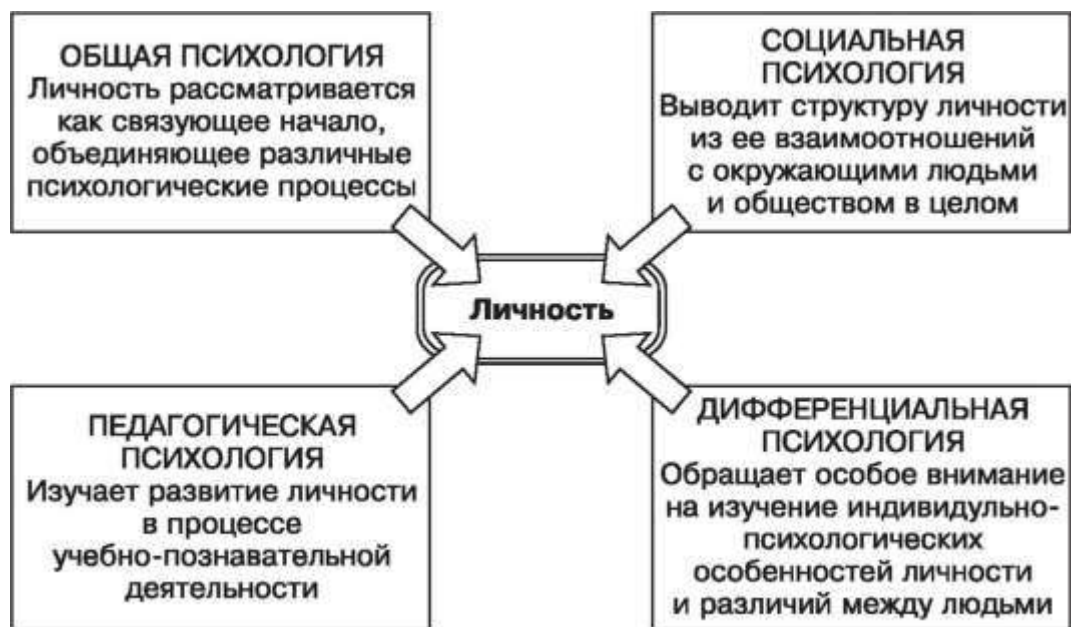 ОБЩАЯ ПСИХОЛОГИЯ
Личность рассматривается
как связующее начало,
объединяющее различные
психологические процессы
СОЦИАЛЬНАЯ
ПСИХОЛОГИЯ
Выводит структуру личности
из ее взаимоотношений
с окружающими людьми
и обществом в целом
Личность
ПЕДАГОГИЧЕСКАЯ
ПСИХОЛОГИЯ
Изучает развитие личности
в процессе
учебно-познавательной
деятельности
ДИФФЕРЕНЦИАЛЬНАЯ
ПСИХОЛОГИЯ
Обращает особое внимание
на изучение индивидульно-
психологических
особенностей личности
и различий между людьми